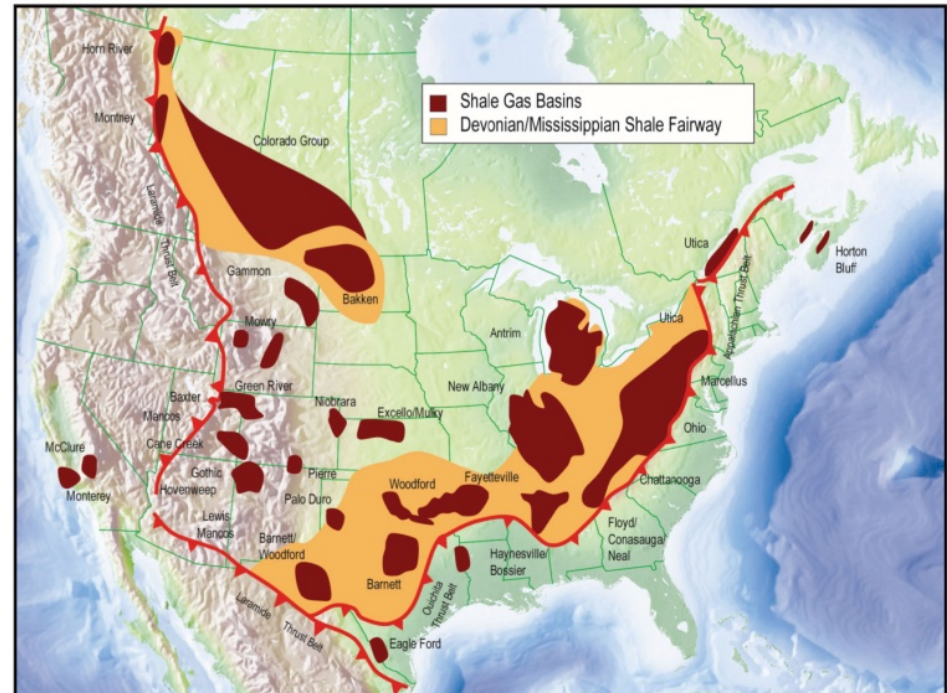 Horn River
Shale Gas Basins
Devonian/Mississippian Shale Fairway
Montney
Colorado Group
Laramide
Thrust Belt
Utica
Horton
Bluff
Gammon
Bakken
Appalachian Thrust Belt
Mowry
Antrim
Utica
Green River
New Albany
Marcellus
Baxter
Mancos
Niobrara
Excello/Mulky
Ohio
McClure
Cane Creek
Monterey
Gothic
Hovenweep
Pierre
Palo Duro
Woodford
Fayetteville
Chattanooga
Lewis
Mancos
Barnett/
Woodford
Barnett
Haynesville/
Bossier
Floyd/
Conasauga/
Neal
Ouichita
Thrust Belt
Laramide
Thrust Belt
Eagle Ford